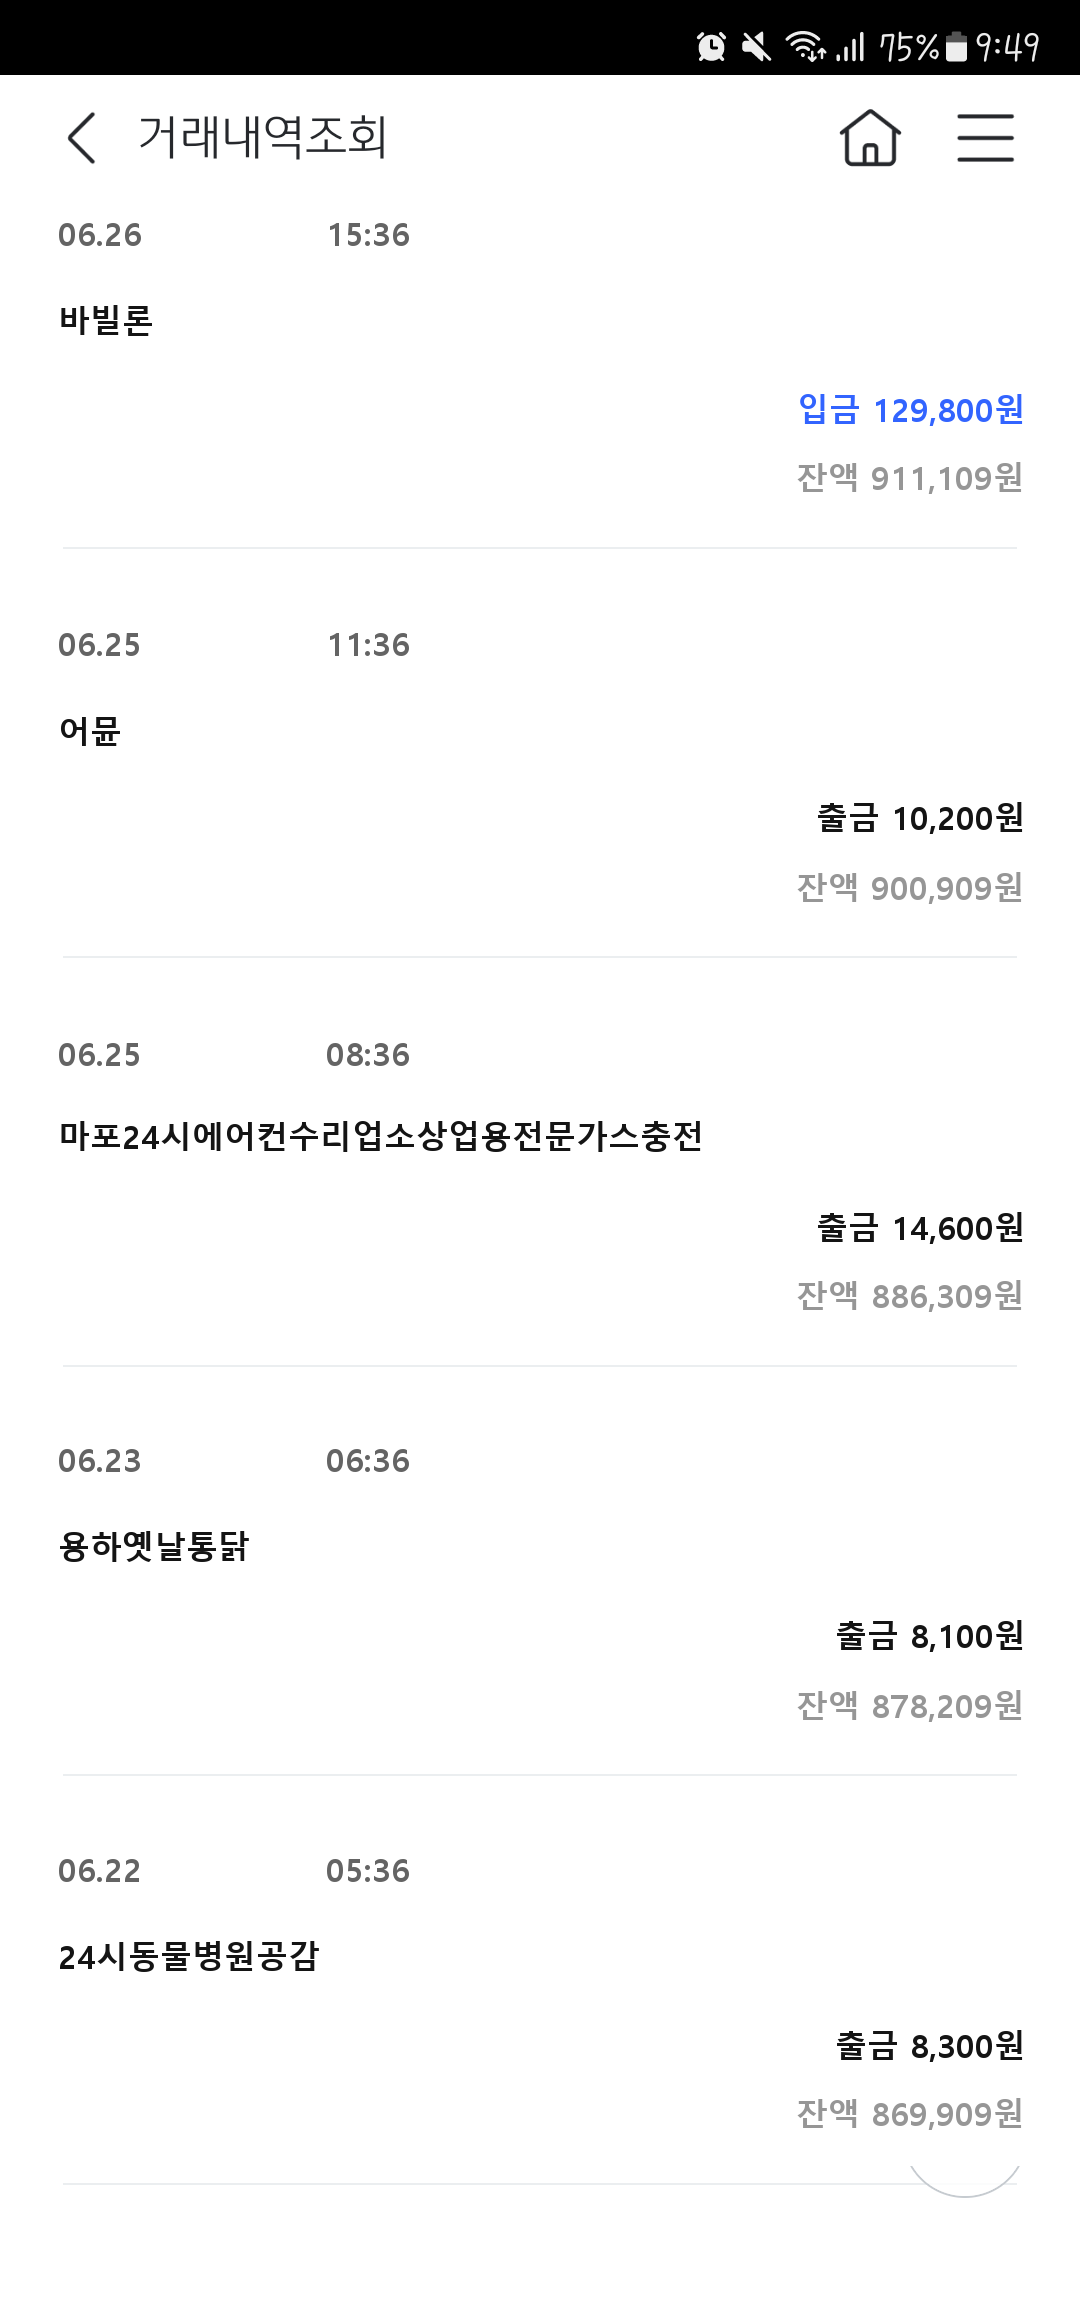 75% 9:49
거래내역조회
06.26 15:36
바빌론
입금 129,800원
잔액 911,109원
06.25 11:36
어뮨
출금 10,200원
잔액 900,909원
06.25 08:36
마포24시에어컨수리업소상업용전문가스충전
출금 14,600원
잔액 886,309원
06.23 06:36
용하옛날통닭
출금 8,100원
잔액 878,209원
06.22 05:36
24시동물병원공감
출금 8,300원
잔액 869,909원